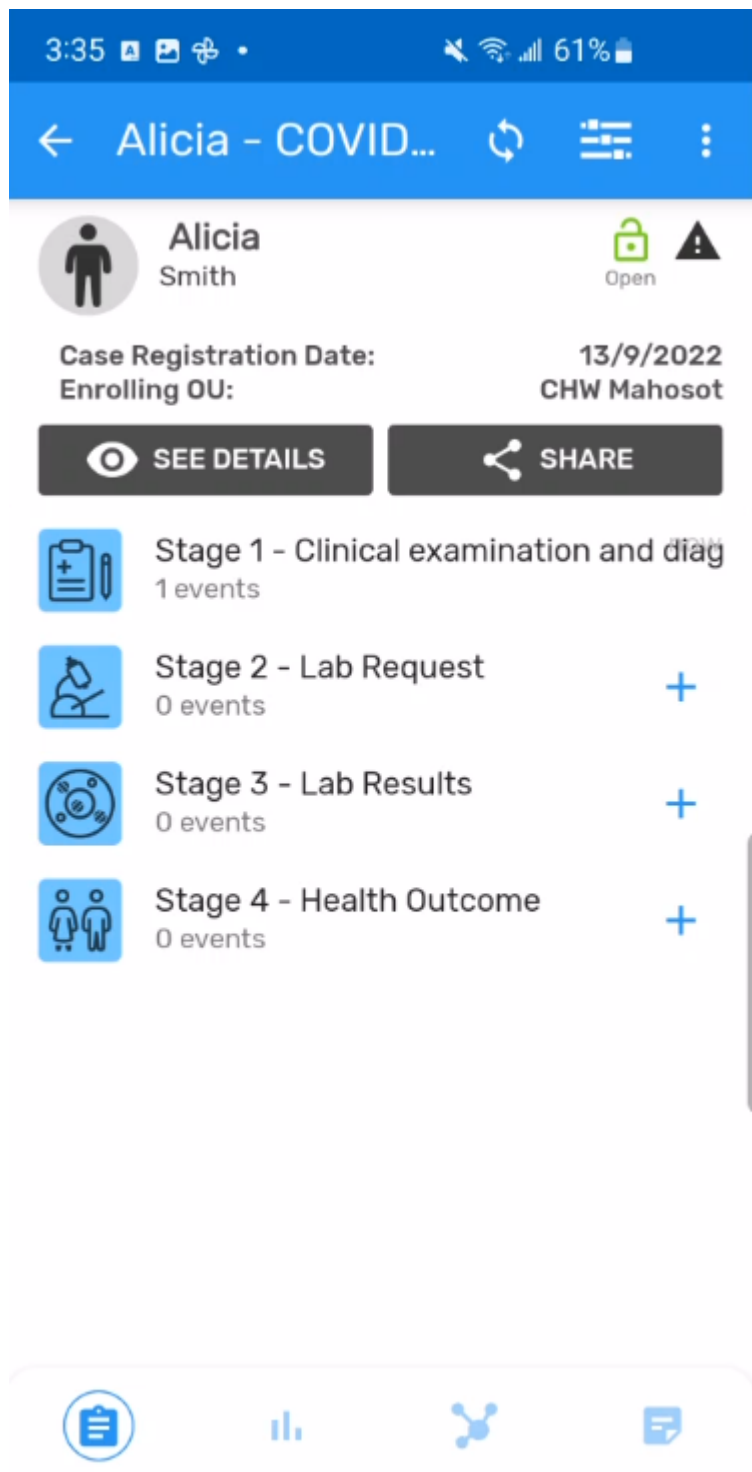 3:35 61%
Alicia - COVID...
Alicia
Smith
Open
Case Registration Date: 13/9/2022
Enrolling OU: CHW Mahosot
SEE DETAILS SHARE
Stage 1 - Clinical examination and diag
now
1 events
Stage 2 - Lab Request
0 events
Stage 3 - Lab Results
0 events
Stage 4 - Health Outcome
0 events